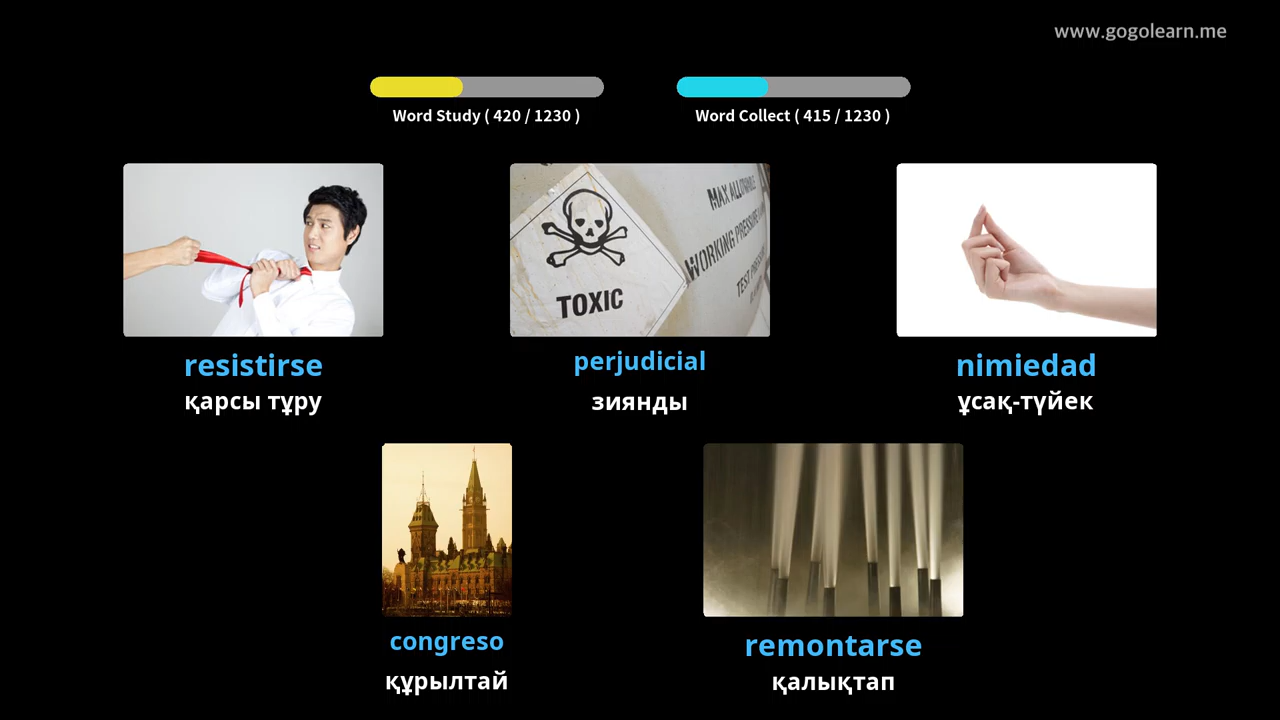 www.gogolearn.me
Word Study ( 420 / 1230 )
Word Collect ( 415 / 1230 )
TOXIC
MAX ALLOWABLE
WORKING PRESSURE
resistirse
қарсы тұру
perjudicial
зиянды
nimiedad
ұсақ-түйек
congreso
құрылтай
remontarse
қалықтап